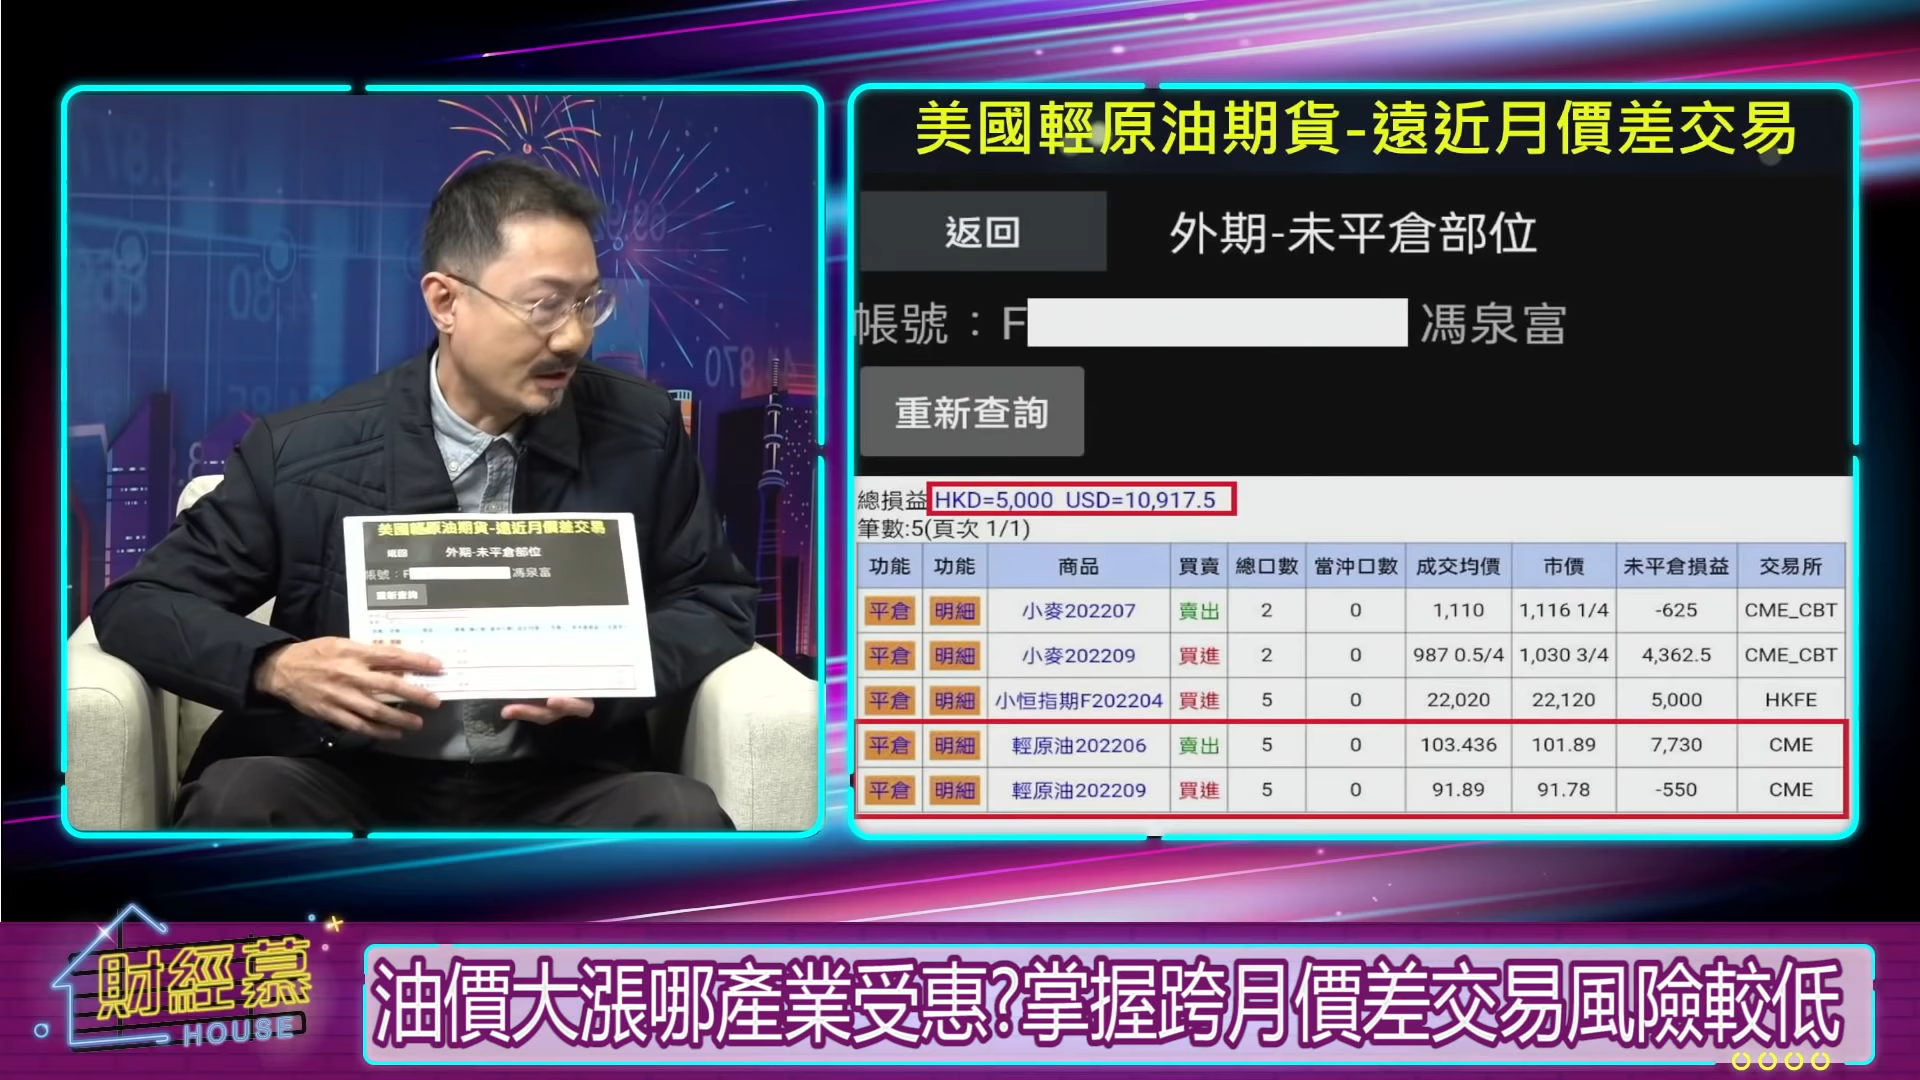 美國輕原油期貨-遠近月價差交易
返回 外期-未平倉部位
帳號：F 馮泉富
重新查詢
總損益 HKD=5,000 USD=10,917.5
筆數:5(頁次 1/1)
功能 功能 商品 買賣 總口數 當沖口數 成交均價 市價 未平倉損益 交易所
平倉 明細 小麥202207 賣出 2 0 1,110 1,116 1/4 -625 CME_CBT
平倉 明細 小麥202209 買進 2 0 987 0.5/4 1,030 3/4 4,362.5 CME_CBT
平倉 明細 小恒指期F202204 買進 5 0 22,020 22,120 5,000 HKFE
平倉 明細 輕原油202206 賣出 5 0 103.436 101.89 7,730 CME
平倉 明細 輕原油202209 買進 5 0 91.89 91.78 -550 CME
美國輕原油期貨-遠近月價差交易
返回 外期-未平倉部位
帳號：F 馮泉富
重新查詢
財經慕
HOUSE
油價大漲哪產業受惠?掌握跨月價差交易風險較低